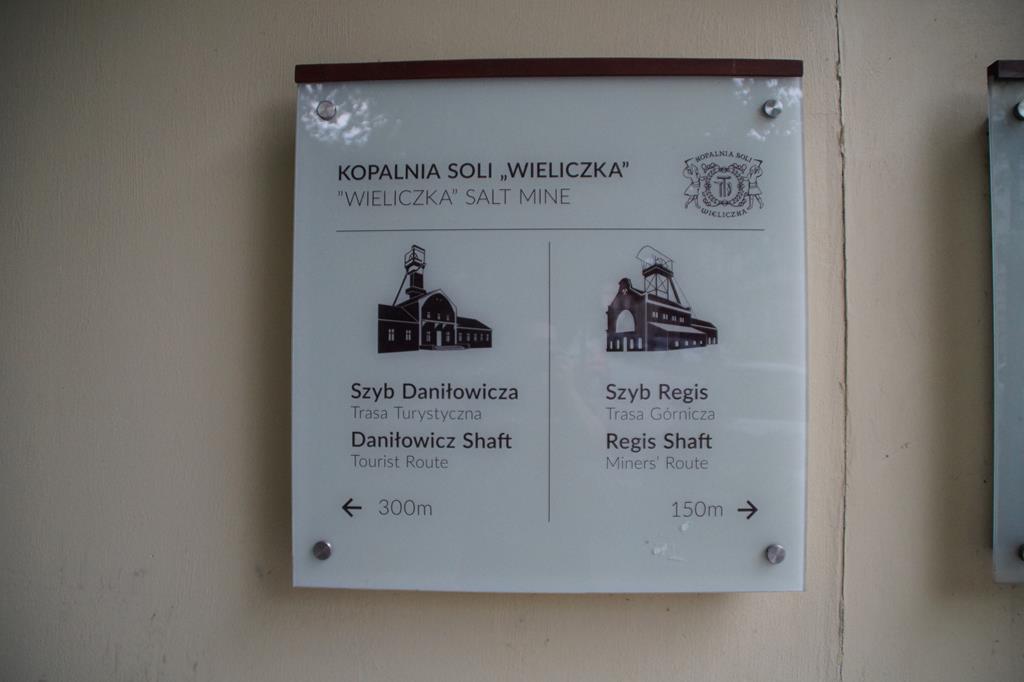 KOPALNIA SOLI „WIELICZKA”
”WIELICZKA” SALT MINE
KOPALNIA SOLI
WIELICZKA
Szyb Daniłowicza
Trasa Turystyczna
Daniłowicz Shaft
Tourist Route
← 300m
Szyb Regis
Trasa Górnicza
Regis Shaft
Miners’ Route
150m →